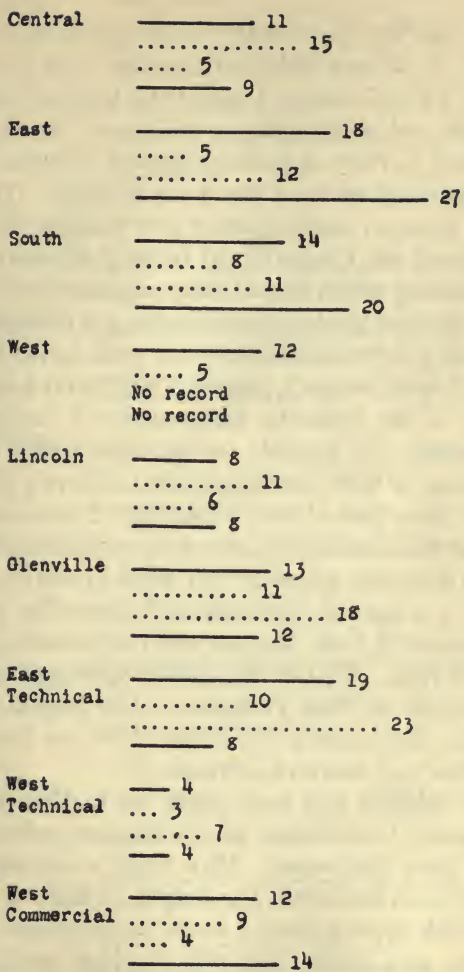 Central 11
15
5
9
East 18
5
12
27
South 14
8
11
20
West 12
5
No record
No record
Lincoln 8
11
6
8
Glenville 13
11
18
12
East 19
Technical 10
23
8
West 4
Technical 3
7
4
West 12
Commercial 9
4
14